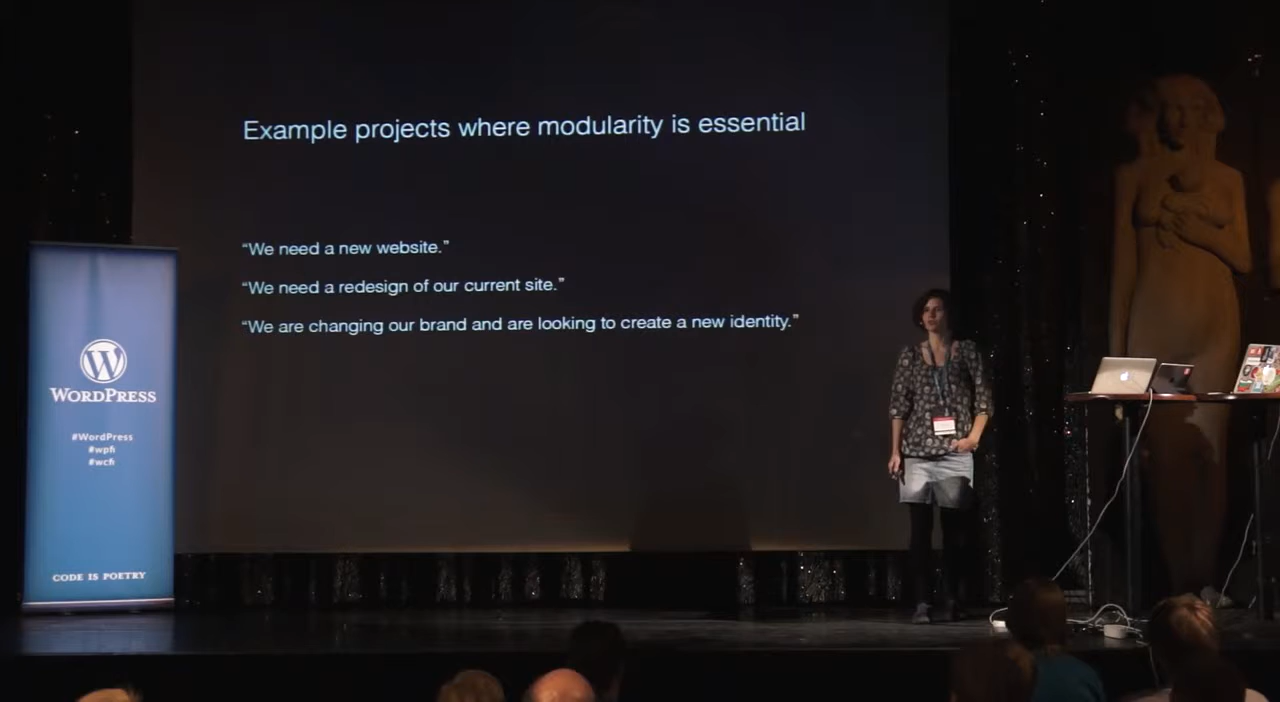 Example projects where modularity is essential
“We need a new website.”
“We need a redesign of our current site.”
“We are changing our brand and are looking to create a new identity.”
WORDPRESS
#WordPress
#wpfi
#wcfi
CODE IS POETRY